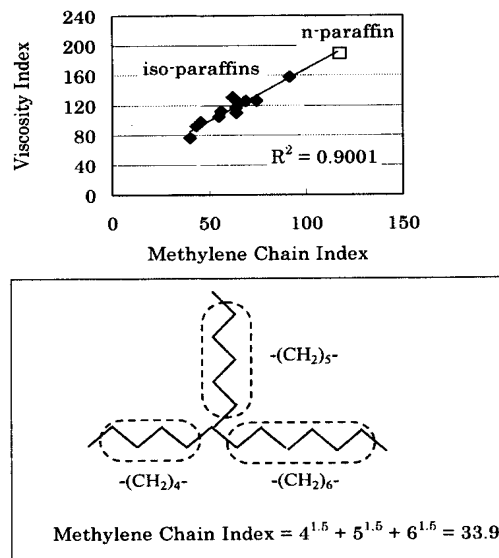 240
200
160
120
80
40
0
Viscosity Index
n-paraffin
iso-paraffins
R² = 0.9001
0 50 100 150
Methylene Chain Index
-(CH₂)₅-
-(CH₂)₄- -(CH₂)₆-
Methylene Chain Index = 4^1.5 + 5^1.5 + 6^1.5 = 33.9